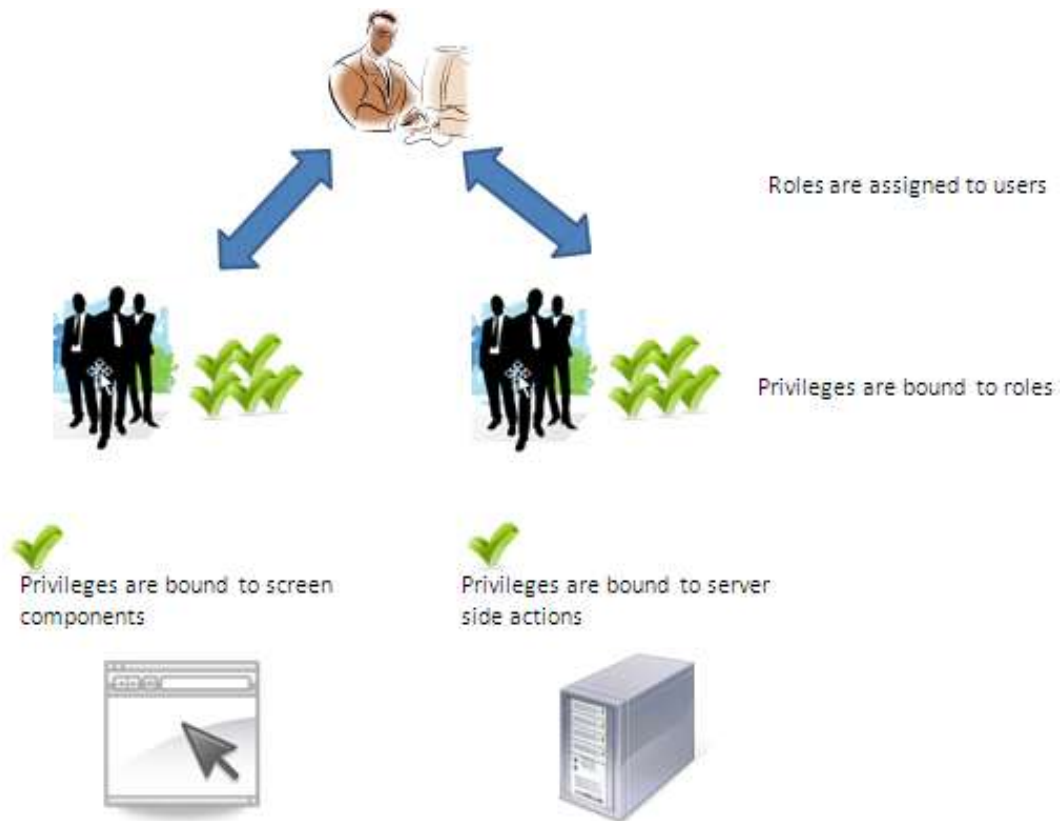 Roles are assigned to users
Privileges are bound to roles
Privileges are bound to screen
components
Privileges are bound to server
side actions